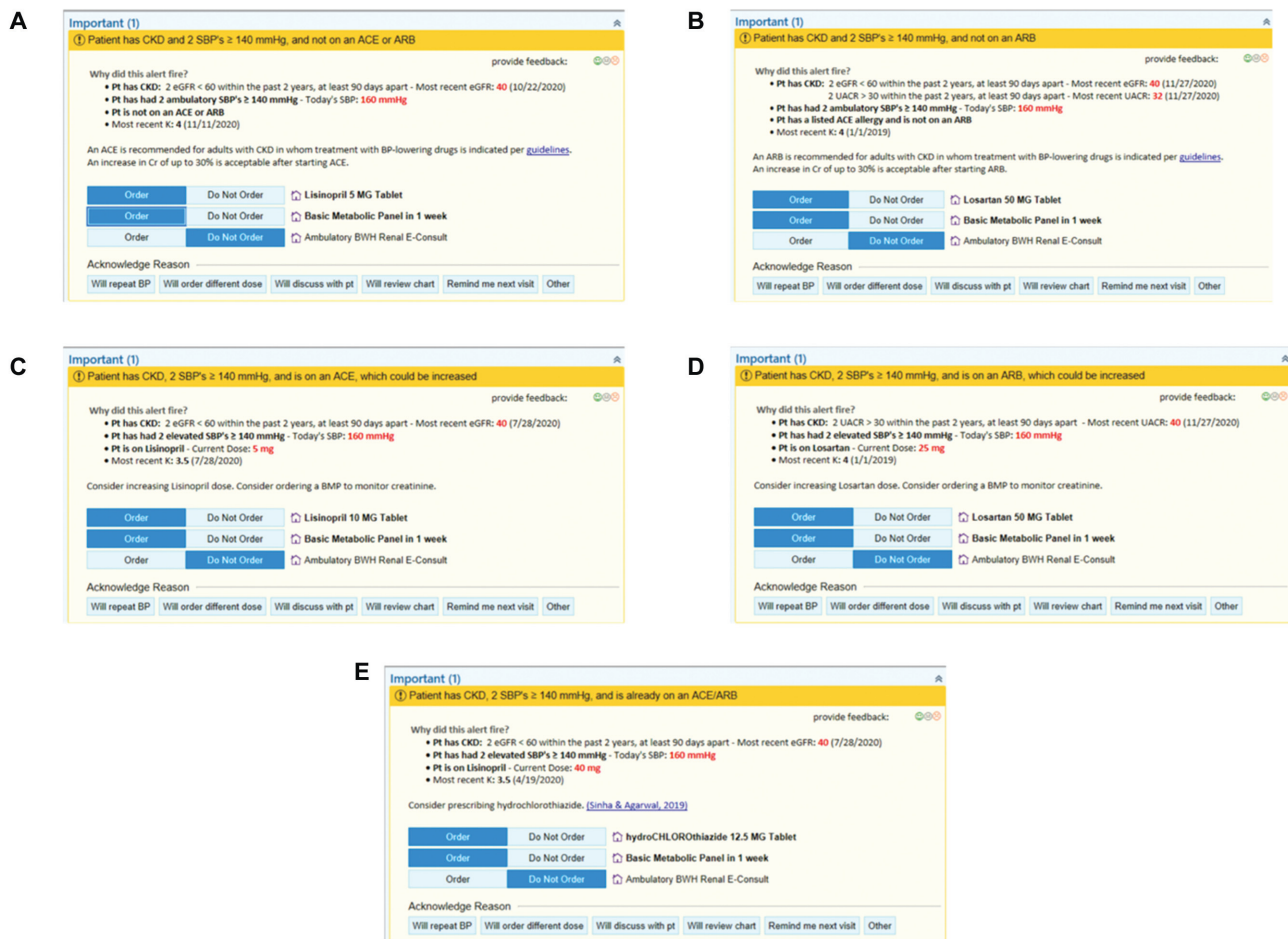 A
Important (1)
Patient has CKD and 2 SBP's ≥ 140 mmHg, and not on an ACE or ARB
provide feedback:
Why did this alert fire?
• Pt has CKD: 2 eGFR < 60 within the past 2 years, at least 90 days apart - Most recent eGFR: 40 (10/22/2020)
• Pt has had 2 ambulatory SBP's ≥ 140 mmHg - Today's SBP: 160 mmHg
• Pt is not on an ACE or ARB
• Most recent K: 4 (11/11/2020)
An ACE is recommended for adults with CKD in whom treatment with BP-lowering drugs is indicated per guidelines.
An increase in Cr of up to 30% is acceptable after starting ACE.
Order Do Not Order Lisinopril 5 MG Tablet
Order Do Not Order Basic Metabolic Panel in 1 week
Order Do Not Order Ambulatory BWH Renal E-Consult
Acknowledge Reason
Will repeat BP Will order different dose Will discuss with pt Will review chart Remind me next visit Other
B
Important (1)
Patient has CKD and 2 SBP's ≥ 140 mmHg, and not on an ARB
provide feedback:
Why did this alert fire?
• Pt has CKD: 2 eGFR < 60 within the past 2 years, at least 90 days apart - Most recent eGFR: 40 (11/27/2020)
2 UACR > 30 within the past 2 years, at least 90 days apart - Most recent UACR: 32 (11/27/2020)
• Pt has had 2 ambulatory SBP's ≥ 140 mmHg - Today's SBP: 160 mmHg
• Pt has a listed ACE allergy and is not on an ARB
• Most recent K: 4 (1/1/2019)
An ARB is recommended for adults with CKD in whom treatment with BP-lowering drugs is indicated per guidelines.
An increase in Cr of up to 30% is acceptable after starting ARB.
Order Do Not Order Losartan 50 MG Tablet
Order Do Not Order Basic Metabolic Panel in 1 week
Order Do Not Order Ambulatory BWH Renal E-Consult
Acknowledge Reason
Will repeat BP Will order different dose Will discuss with pt Will review chart Remind me next visit Other
C
Important (1)
Patient has CKD, 2 SBP's ≥ 140 mmHg, and is on an ACE, which could be increased
provide feedback:
Why did this alert fire?
• Pt has CKD: 2 eGFR < 60 within the past 2 years, at least 90 days apart - Most recent eGFR: 40 (7/28/2020)
• Pt has had 2 elevated SBP's ≥ 140 mmHg - Today's SBP: 160 mmHg
• Pt is on Lisinopril - Current Dose: 5 mg
• Most recent K: 3.5 (7/28/2020)
Consider increasing Lisinopril dose. Consider ordering a BMP to monitor creatinine.
Order Do Not Order Lisinopril 10 MG Tablet
Order Do Not Order Basic Metabolic Panel in 1 week
Order Do Not Order Ambulatory BWH Renal E-Consult
Acknowledge Reason
Will repeat BP Will order different dose Will discuss with pt Will review chart Remind me next visit Other
D
Important (1)
Patient has CKD, 2 SBP's ≥ 140 mmHg, and is on an ARB, which could be increased
provide feedback:
Why did this alert fire?
• Pt has CKD: 2 UACR > 30 within the past 2 years, at least 90 days apart - Most recent UACR: 40 (11/27/2020)
• Pt has had 2 elevated SBP's ≥ 140 mmHg - Today's SBP: 160 mmHg
• Pt is on Losartan - Current Dose: 25 mg
• Most recent K: 4 (1/1/2019)
Consider increasing Losartan dose. Consider ordering a BMP to monitor creatinine.
Order Do Not Order Losartan 50 MG Tablet
Order Do Not Order Basic Metabolic Panel in 1 week
Order Do Not Order Ambulatory BWH Renal E-Consult
Acknowledge Reason
Will repeat BP Will order different dose Will discuss with pt Will review chart Remind me next visit Other
E
Important (1)
Patient has CKD, 2 SBP's ≥ 140 mmHg, and is already on an ACE/ARB
provide feedback:
Why did this alert fire?
• Pt has CKD: 2 eGFR < 60 within the past 2 years, at least 90 days apart - Most recent eGFR: 40 (7/28/2020)
• Pt has had 2 elevated SBP's ≥ 140 mmHg - Today's SBP: 160 mmHg
• Pt is on Lisinopril - Current Dose: 40 mg
• Most recent K: 3.5 (4/19/2020)
Consider prescribing hydrochlorothiazide. (Sinha & Agarwal, 2019)
Order Do Not Order hydroCHLOROthiazide 12.5 MG Tablet
Order Do Not Order Basic Metabolic Panel in 1 week
Order Do Not Order Ambulatory BWH Renal E-Consult
Acknowledge Reason
Will repeat BP Will order different dose Will discuss with pt Will review chart Remind me next visit Other